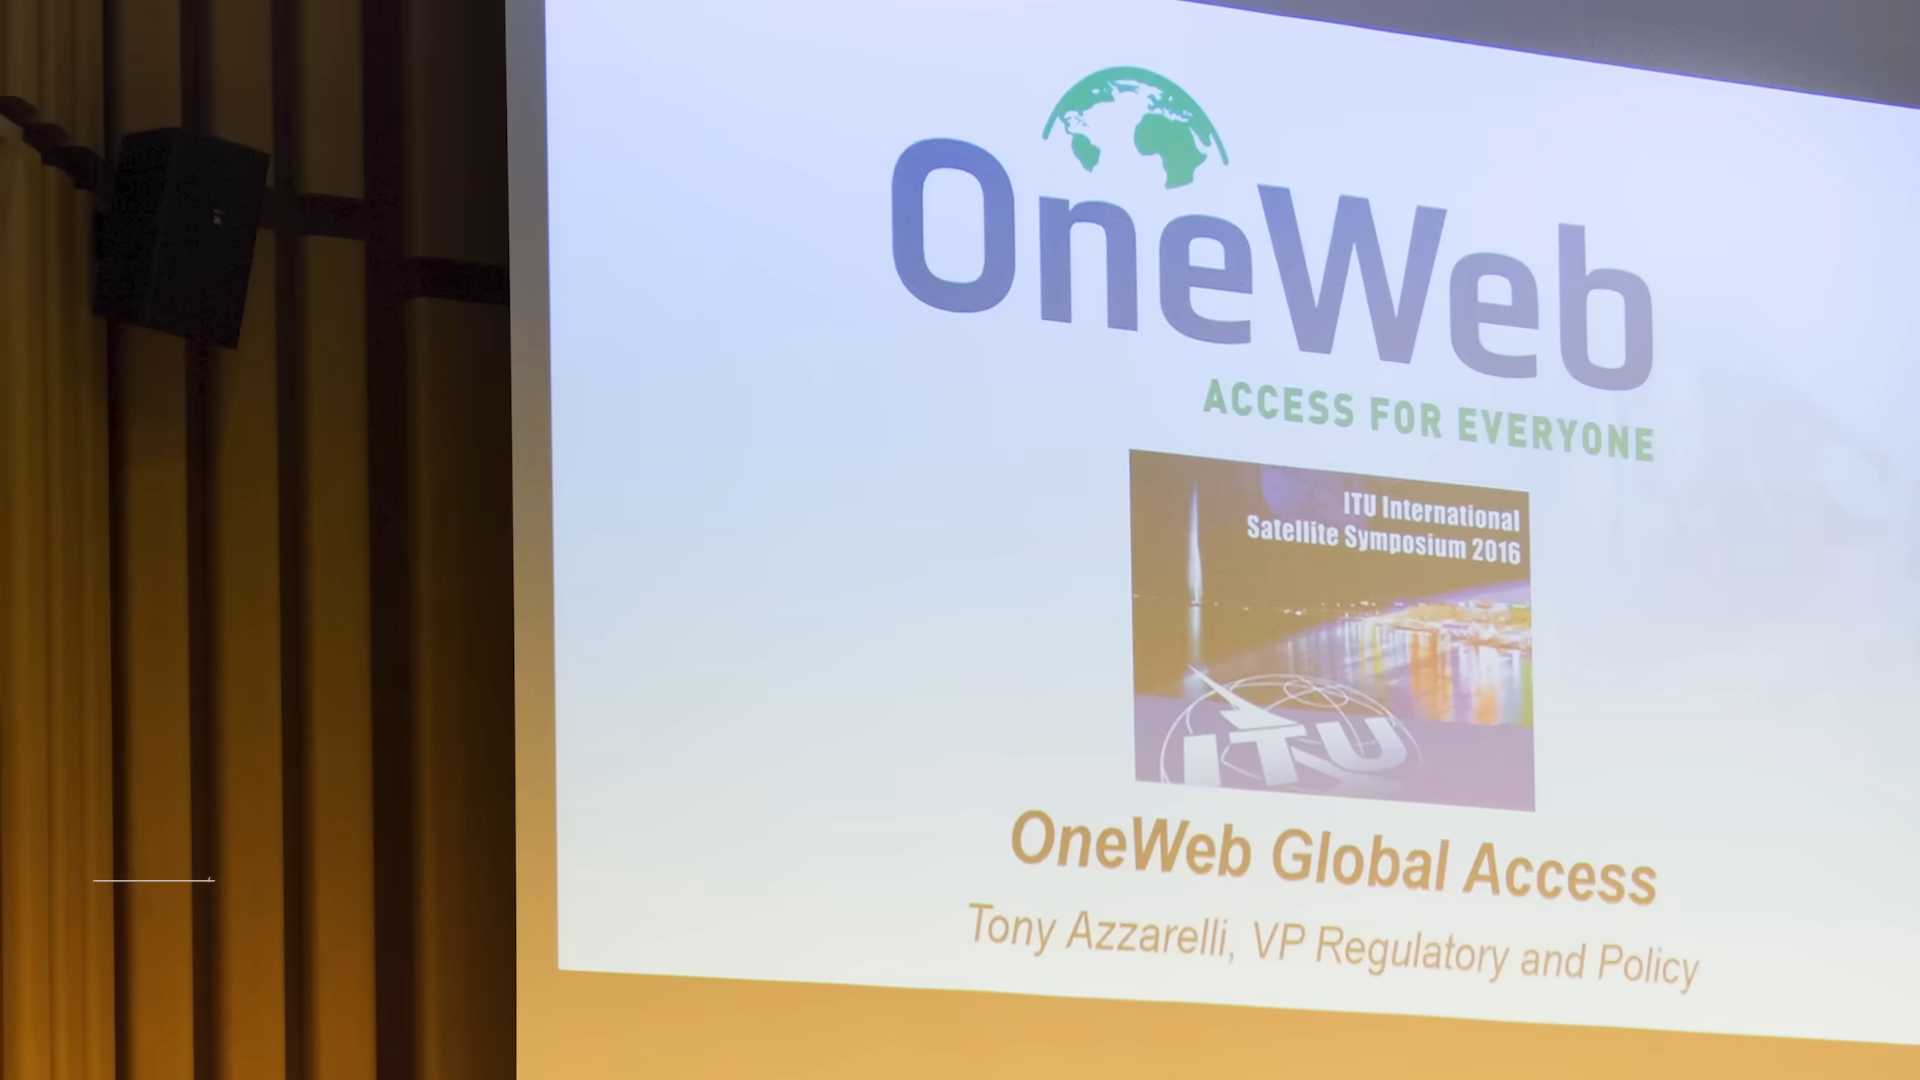 OneWeb
ACCESS FOR EVERYONE
ITU International
Satellite Symposium 2016
ITU
OneWeb Global Access
Tony Azzarelli, VP Regulatory and Policy